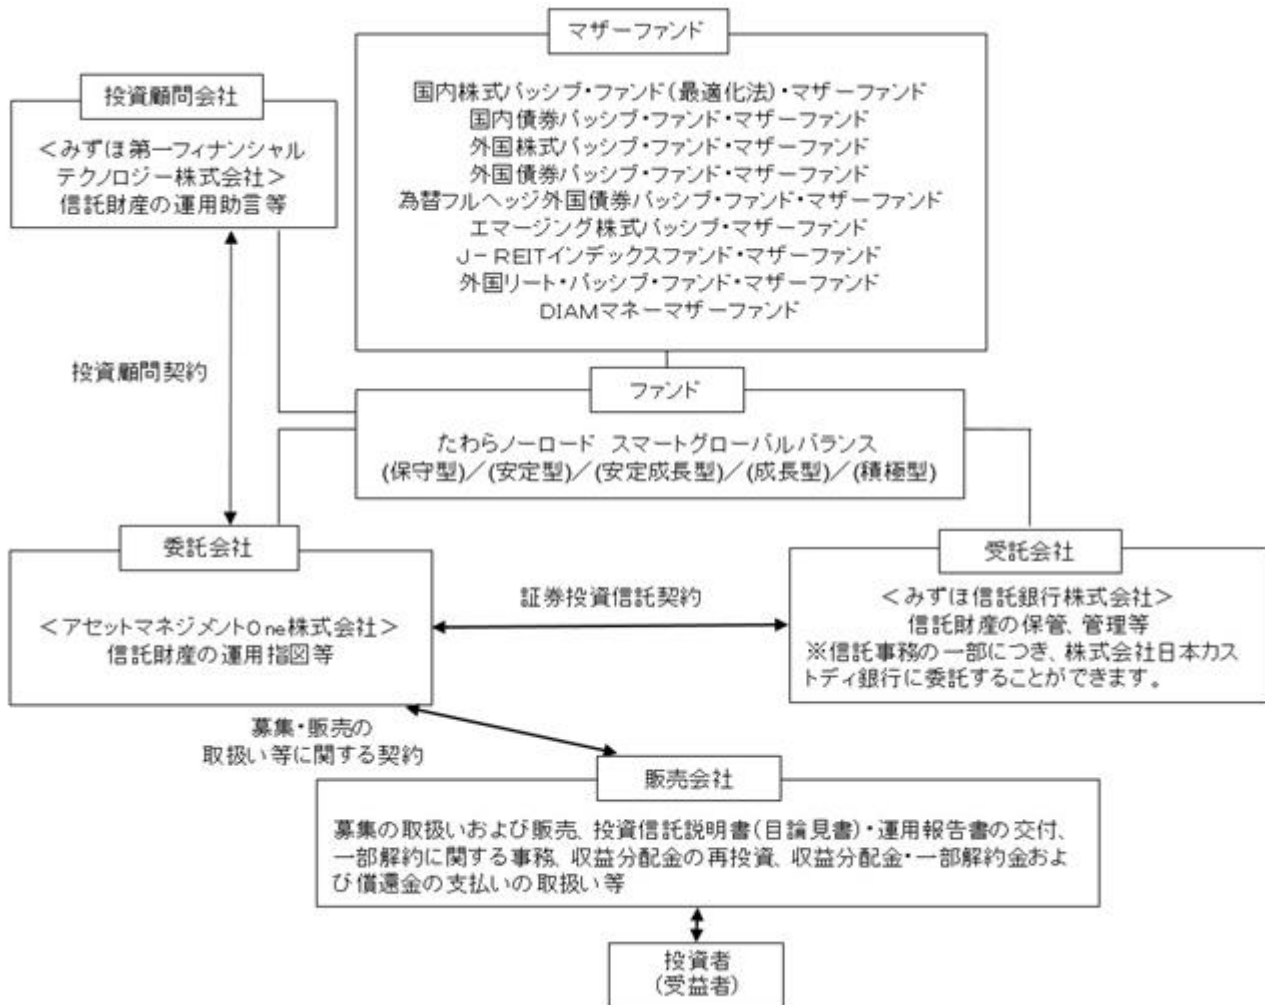 マザーファンド
国内株式パッシブ・ファンド(最適化法)・マザーファンド
国内債券パッシブ・ファンド・マザーファンド
外国株式パッシブ・ファンド・マザーファンド
外国債券パッシブ・ファンド・マザーファンド
為替フルヘッジ外国債券パッシブ・ファンド・マザーファンド
エマージング株式パッシブ・マザーファンド
J－REITインデックスファンド・マザーファンド
外国リート・パッシブ・ファンド・マザーファンド
DIAMマネーマザーファンド
投資顧問会社
＜みずほ第一フィナンシャル
テクノロジー株式会社＞
信託財産の運用助言等
投資顧問契約
ファンド
たわらノーロード　スマートグローバルバランス
(保守型)／(安定型)／(安定成長型)／(成長型)／(積極型)
委託会社
＜アセットマネジメントOne株式会社＞
信託財産の運用指図等
証券投資信託契約
受託会社
＜みずほ信託銀行株式会社＞
信託財産の保管、管理等
※信託事務の一部につき、株式会社日本カス
トディ銀行に委託することができます。
募集・販売の
取扱い等に関する契約
販売会社
募集の取扱いおよび販売、投資信託説明書(目論見書)・運用報告書の交付、
一部解約に関する事務、収益分配金の再投資、収益分配金・一部解約金およ
び償還金の支払いの取扱い等
投資者
(受益者)